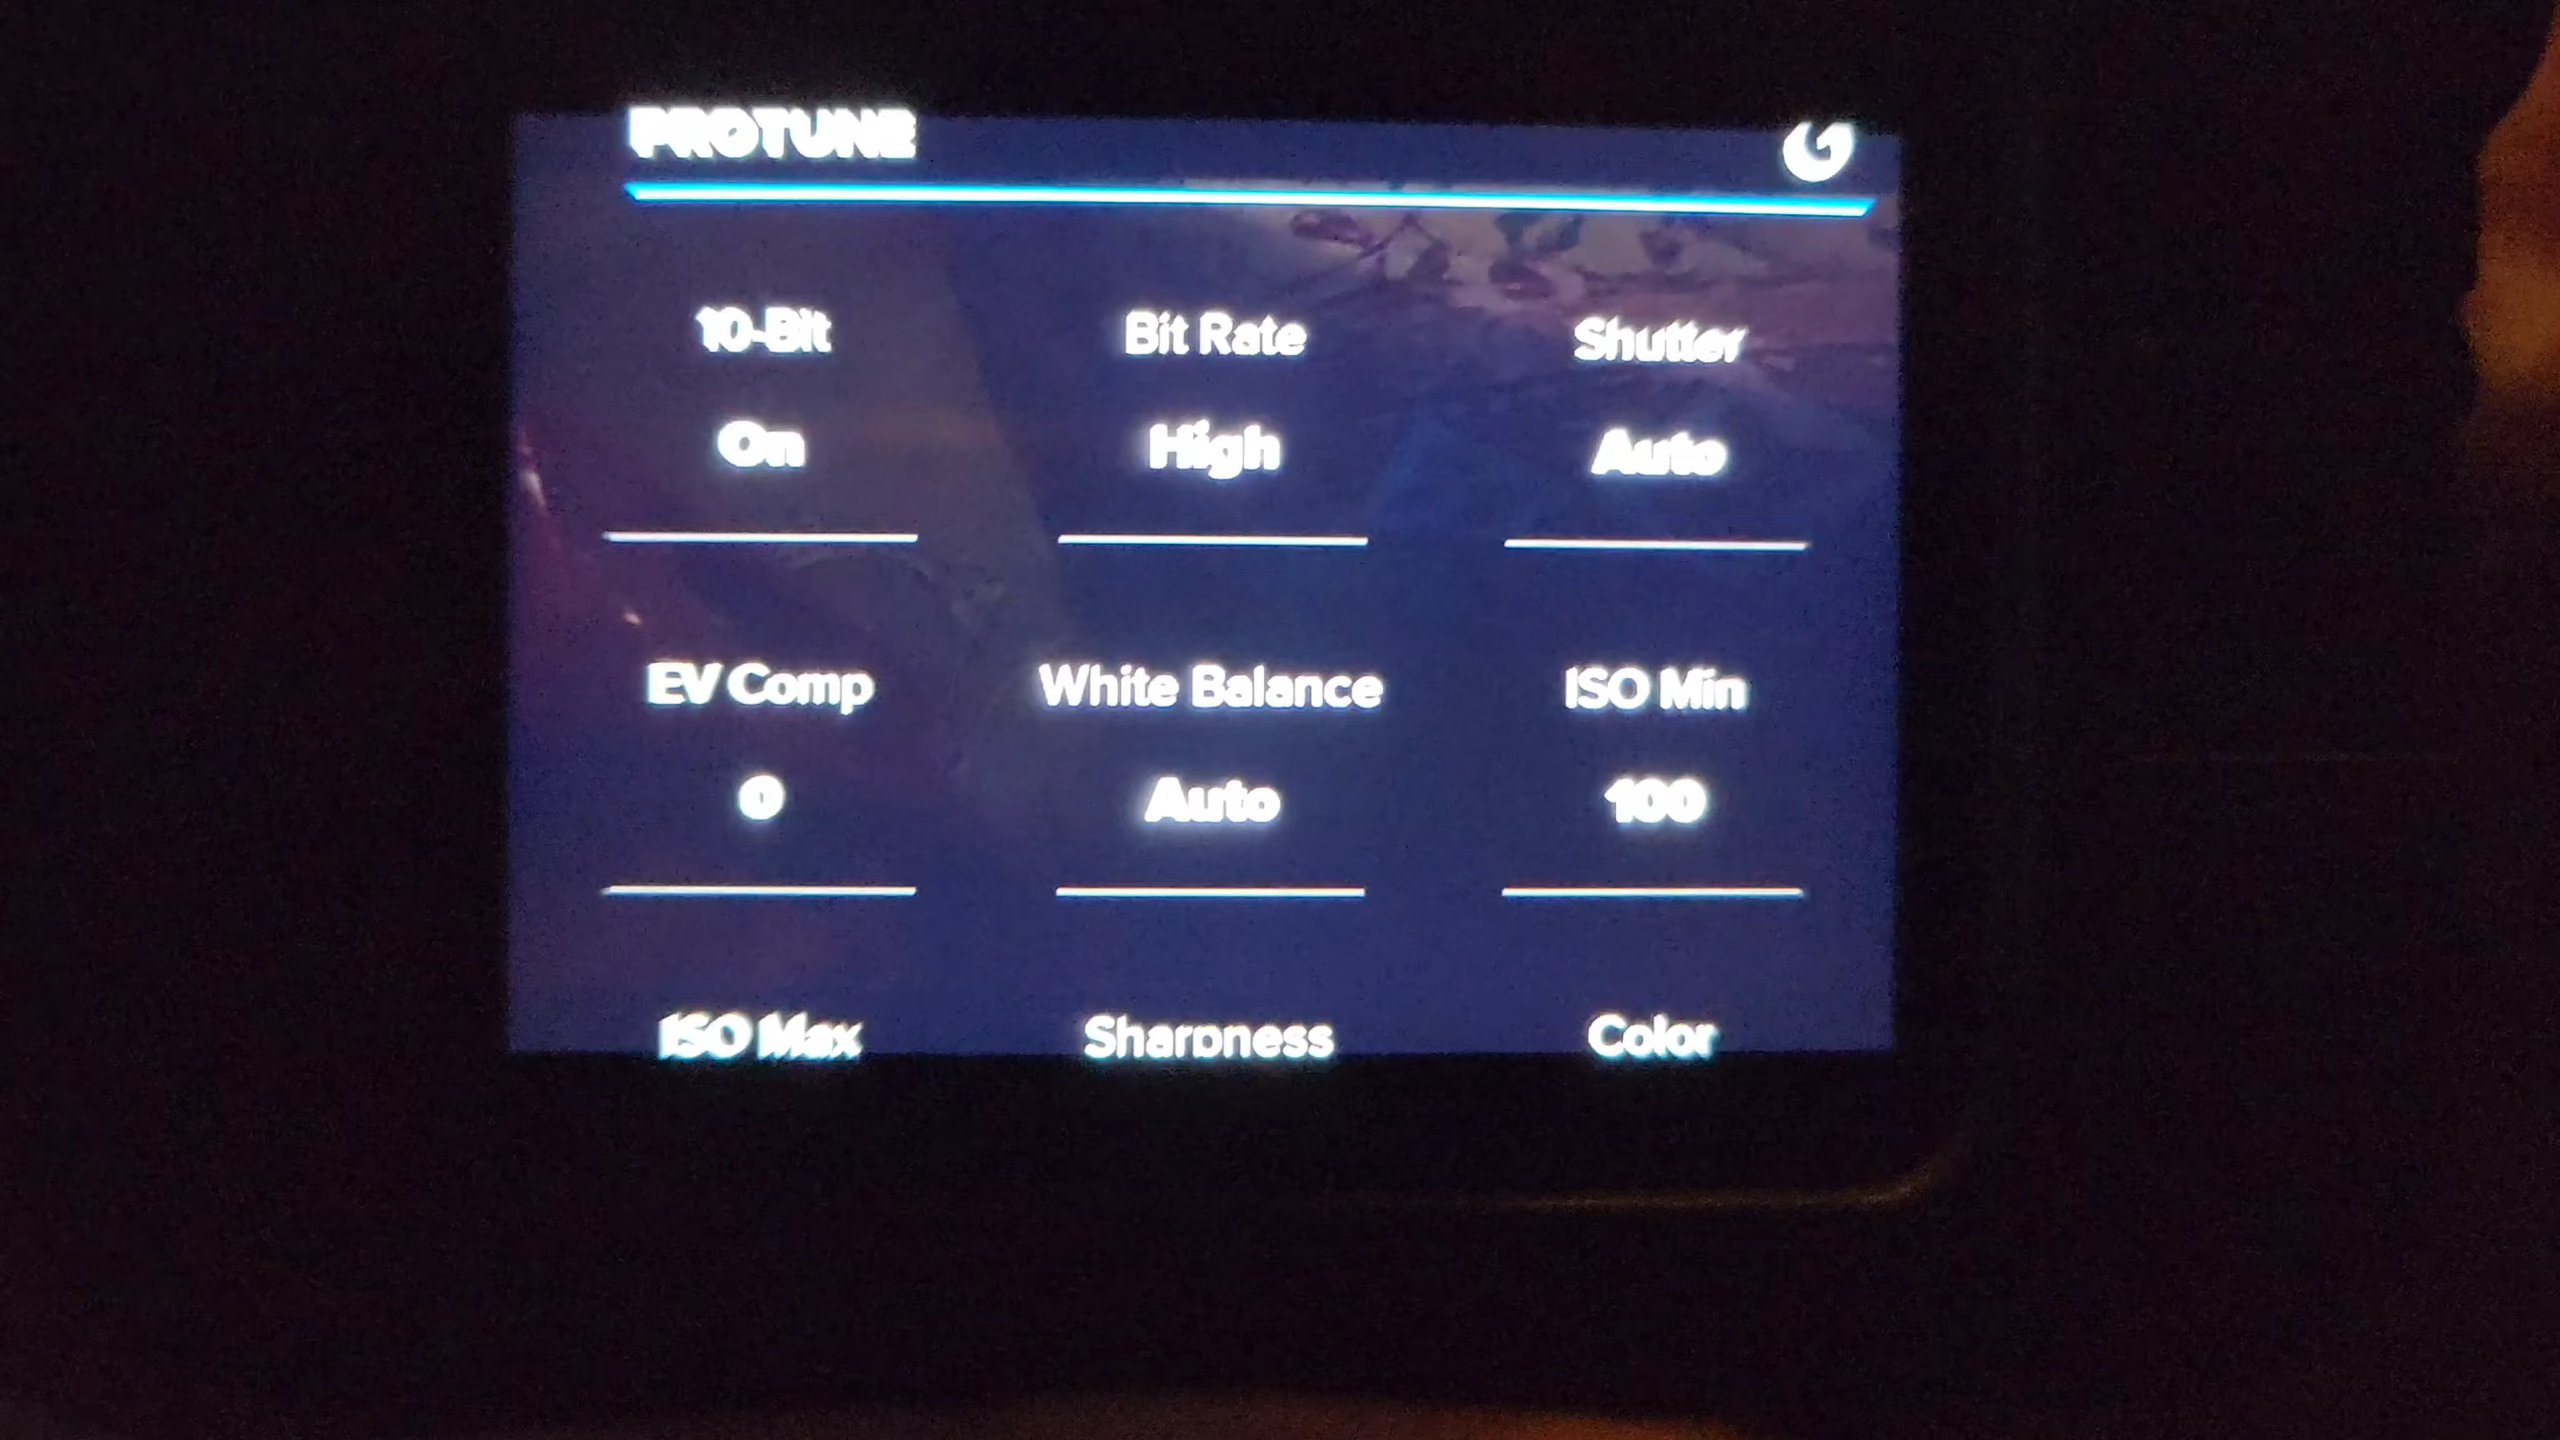 PROTUNE
10-Bit Bit Rate Shutter
On High Auto
EV Comp White Balance ISO Min
0 Auto 100
ISO Max Sharpness Color